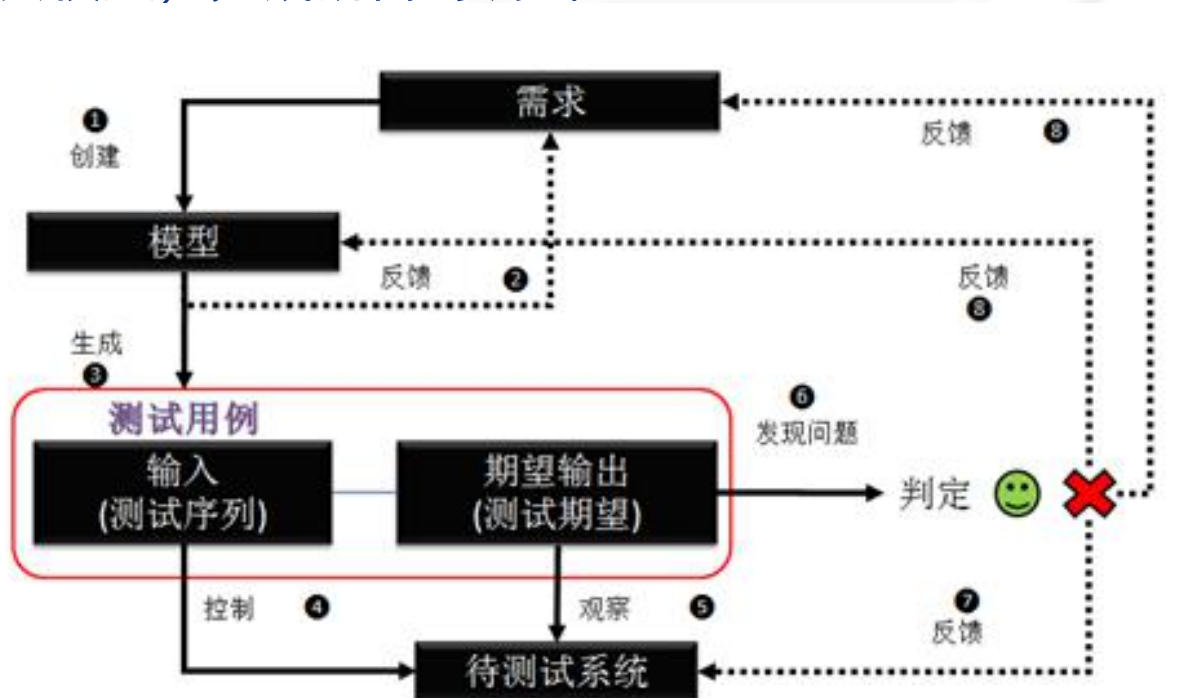 需求
❶
创建
反馈 ❽
模型
反馈 ❷
反馈
❽
生成
❸
测试用例
❻
发现问题
输入
(测试序列)
期望输出
(测试期望)
判定
控制 ❹
观察 ❺
❼
反馈
待测试系统